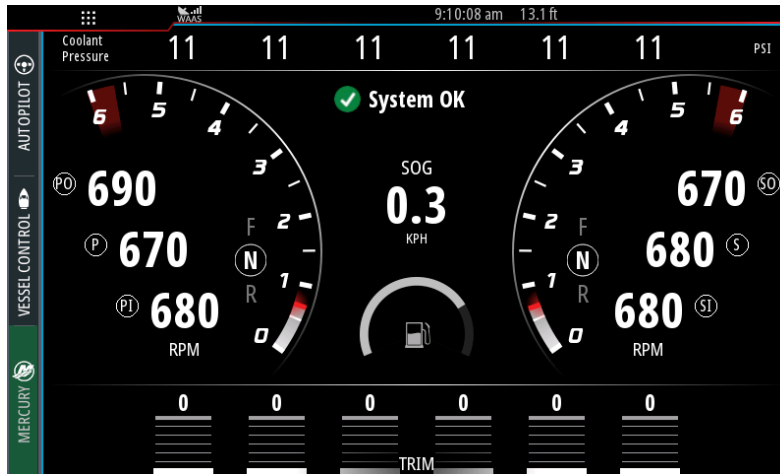 WAAS 9:10:08 am 13.1 ft
Coolant Pressure 11 11 11 11 11 11 PSI
System OK
6 5 4 3 2 1 0
6 5 4 3 2 1 0
PO 690
P 670
PI 680
RPM
F
N
R
SOG
0.3
KPH
F
N
R
670 SO
680 S
680 SI
RPM
0 0 0 0 0 0
TRIM
AUTOPILOT
VESSEL CONTROL
MERCURY